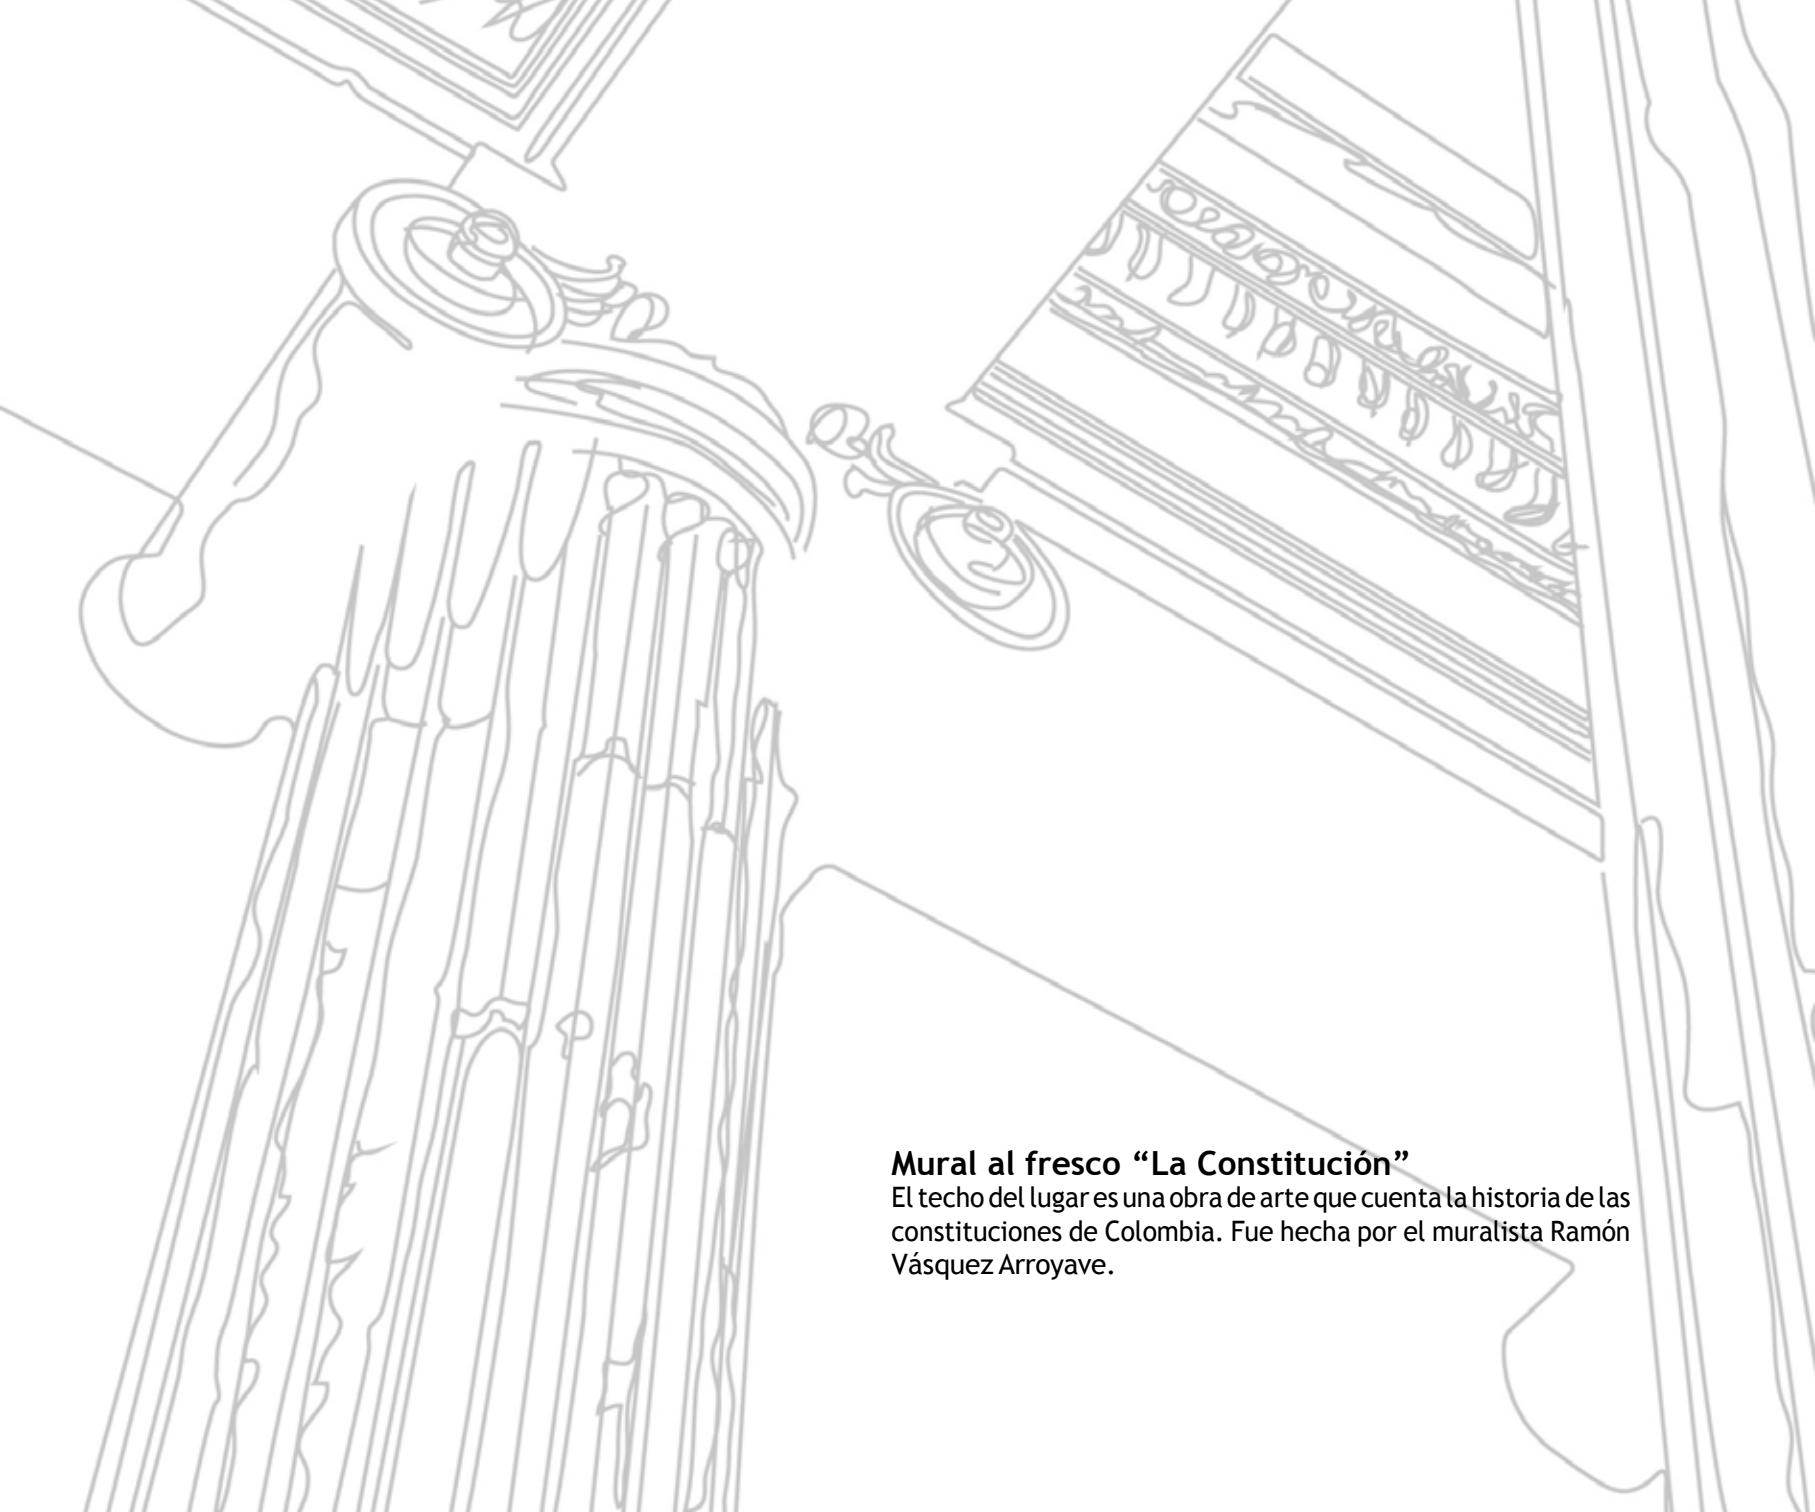 Mural al fresco “La Constitución”
El techo del lugar es una obra de arte que cuenta la historia de las
constituciones de Colombia. Fue hecha por el muralista Ramón
Vásquez Arroyave.